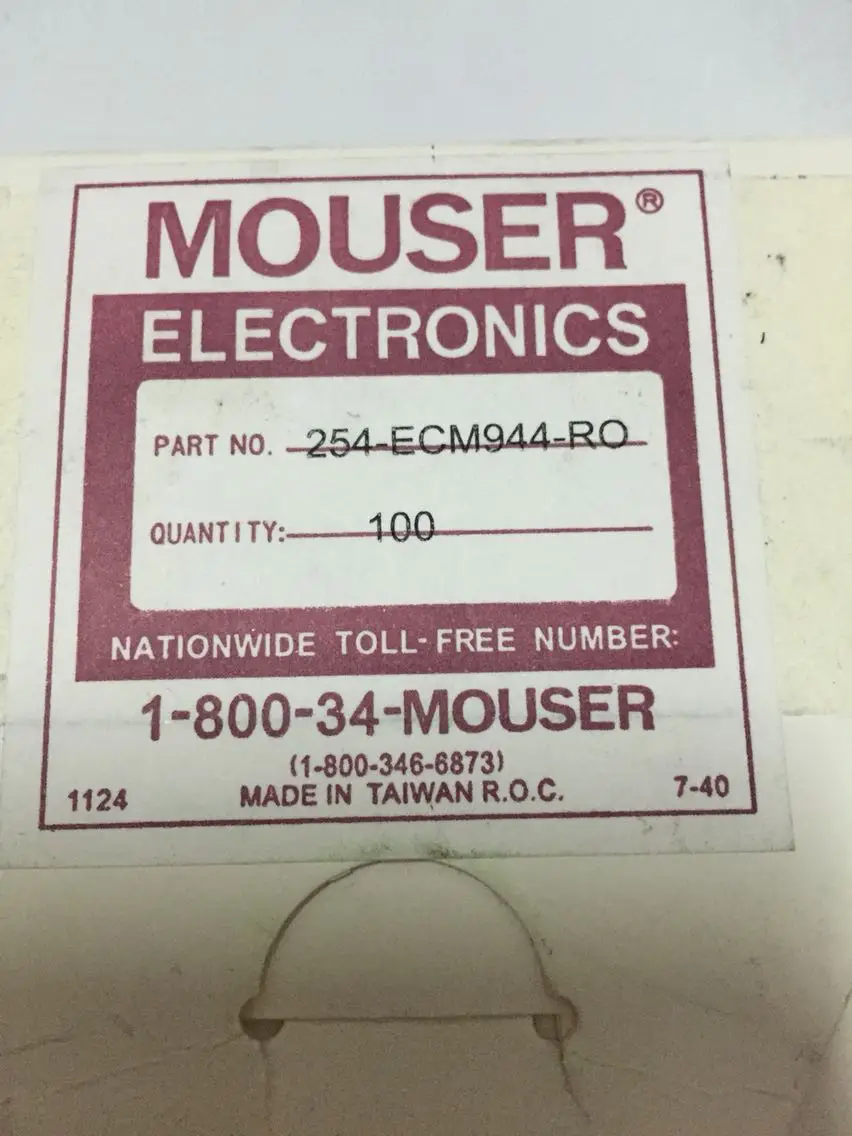 MOUSER®
ELECTRONICS
PART NO. 254-ECM944-RO
QUANTITY: 100
NATIONWIDE TOLL-FREE NUMBER:
1-800-34-MOUSER
(1-800-346-6873)
1124 MADE IN TAIWAN R.O.C. 7-40